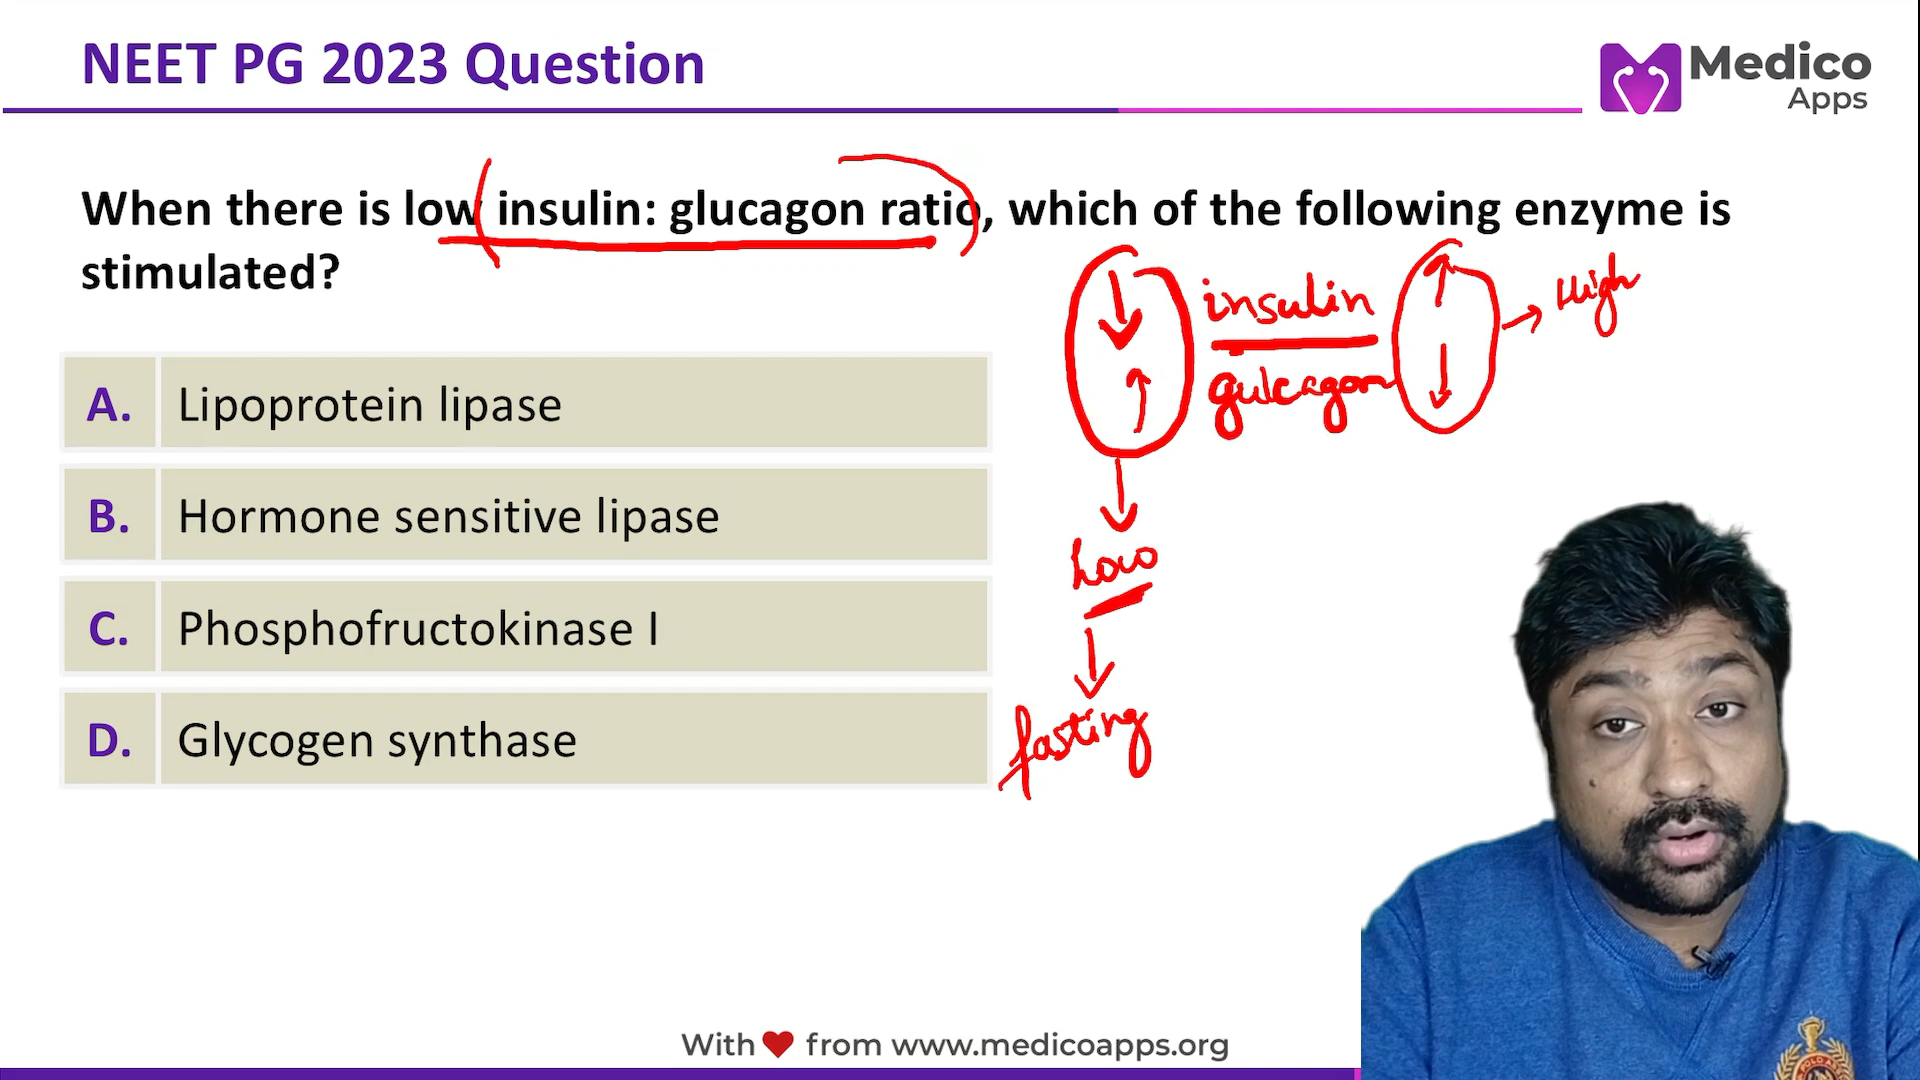 NEET PG 2023 Question
Medico
Apps
When there is low insulin: glucagon ratio, which of the following enzyme is
stimulated?
insulin
High
gulcagon
A. Lipoprotein lipase
B. Hormone sensitive lipase
low
C. Phosphofructokinase I
fasting
D. Glycogen synthase
With from www.medicoapps.org